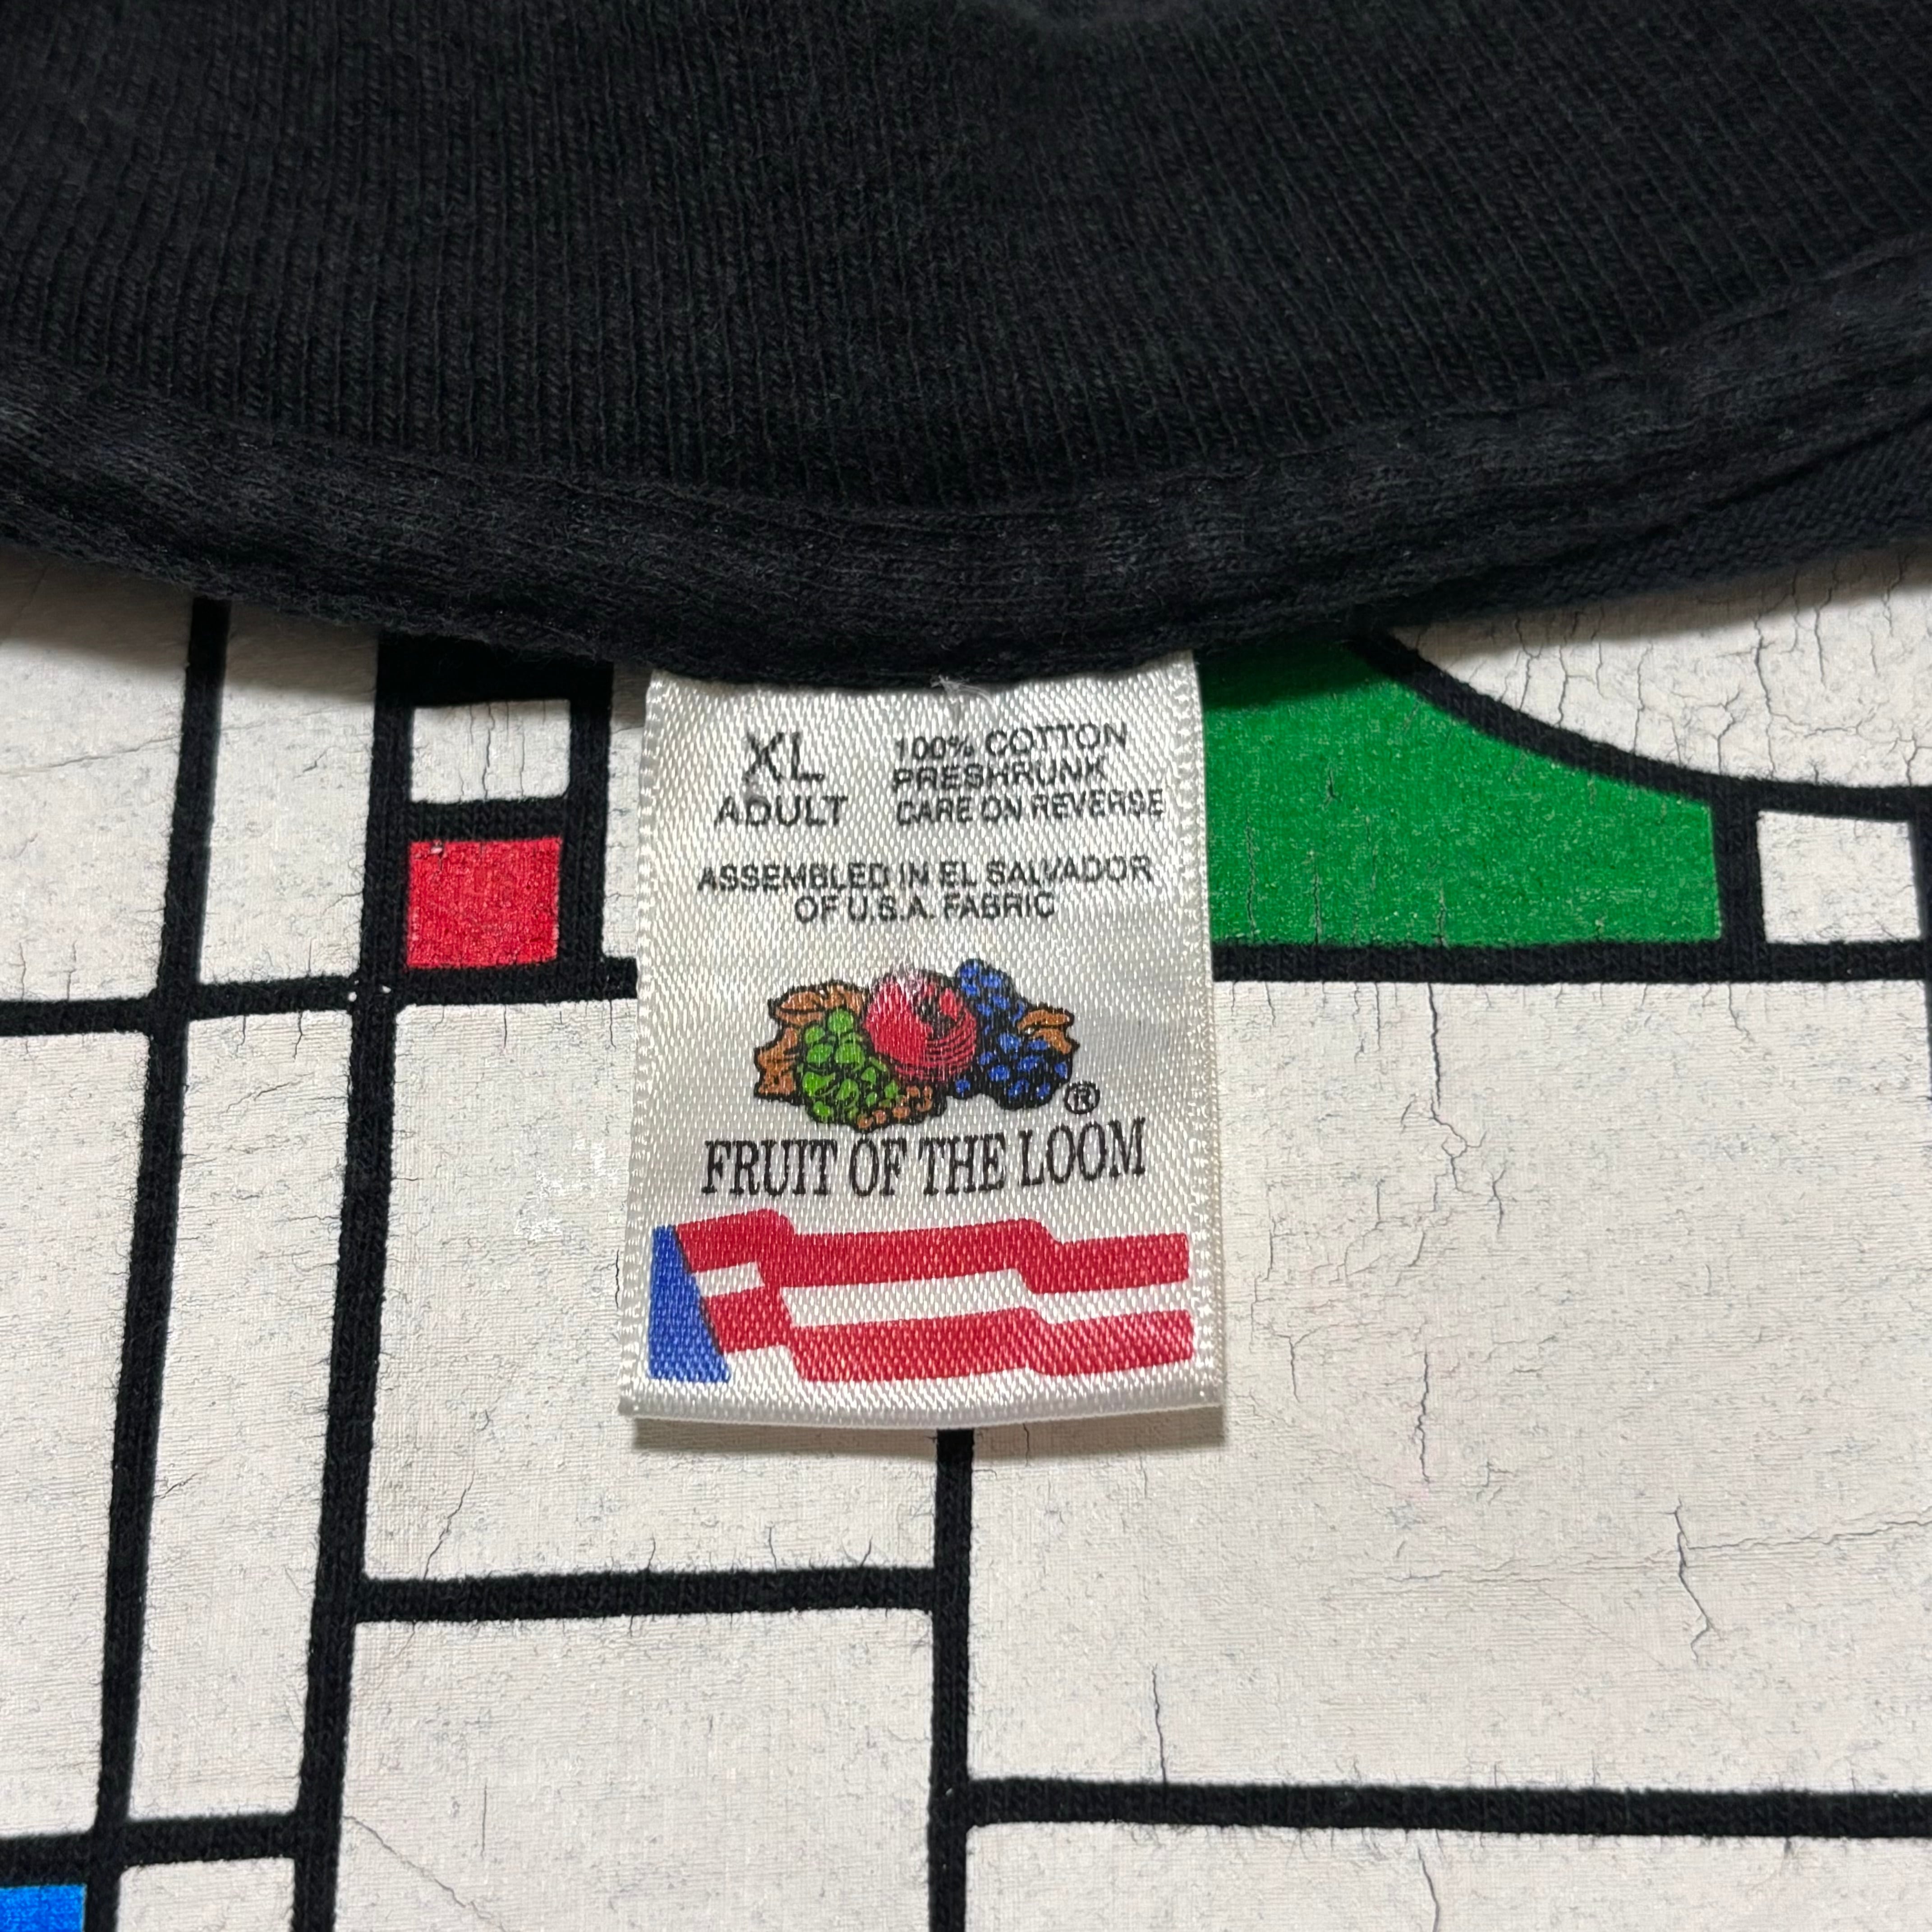 XL
ADULT
100% COTTON
PRESHRUNK
CARE ON REVERSE
ASSEMBLED IN EL SALVADOR
OF U.S.A. FABRIC
®
FRUIT OF THE LOOM